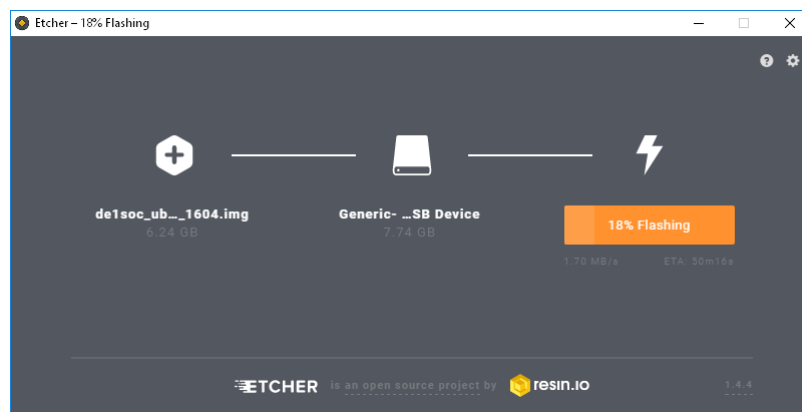 Etcher – 18% Flashing
de1soc_ub…_1604.img
6.24 GB
Generic- …SB Device
7.74 GB
18% Flashing
1.70 MB/s ETA: 50m16s
ETCHER is an open source project by resin.io 1.4.4